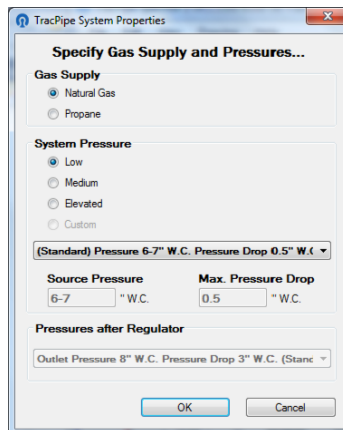 TracPipe System Properties
Specify Gas Supply and Pressures...
Gas Supply
Natural Gas
Propane
System Pressure
Low
Medium
Elevated
Custom
(Standard) Pressure 6-7" W.C. Pressure Drop 0.5" W.C
Source Pressure Max. Pressure Drop
6-7 " W.C. 0.5 " W.C.
Pressures after Regulator
Outlet Pressure 8" W.C. Pressure Drop 3" W.C. (Stanc
OK Cancel